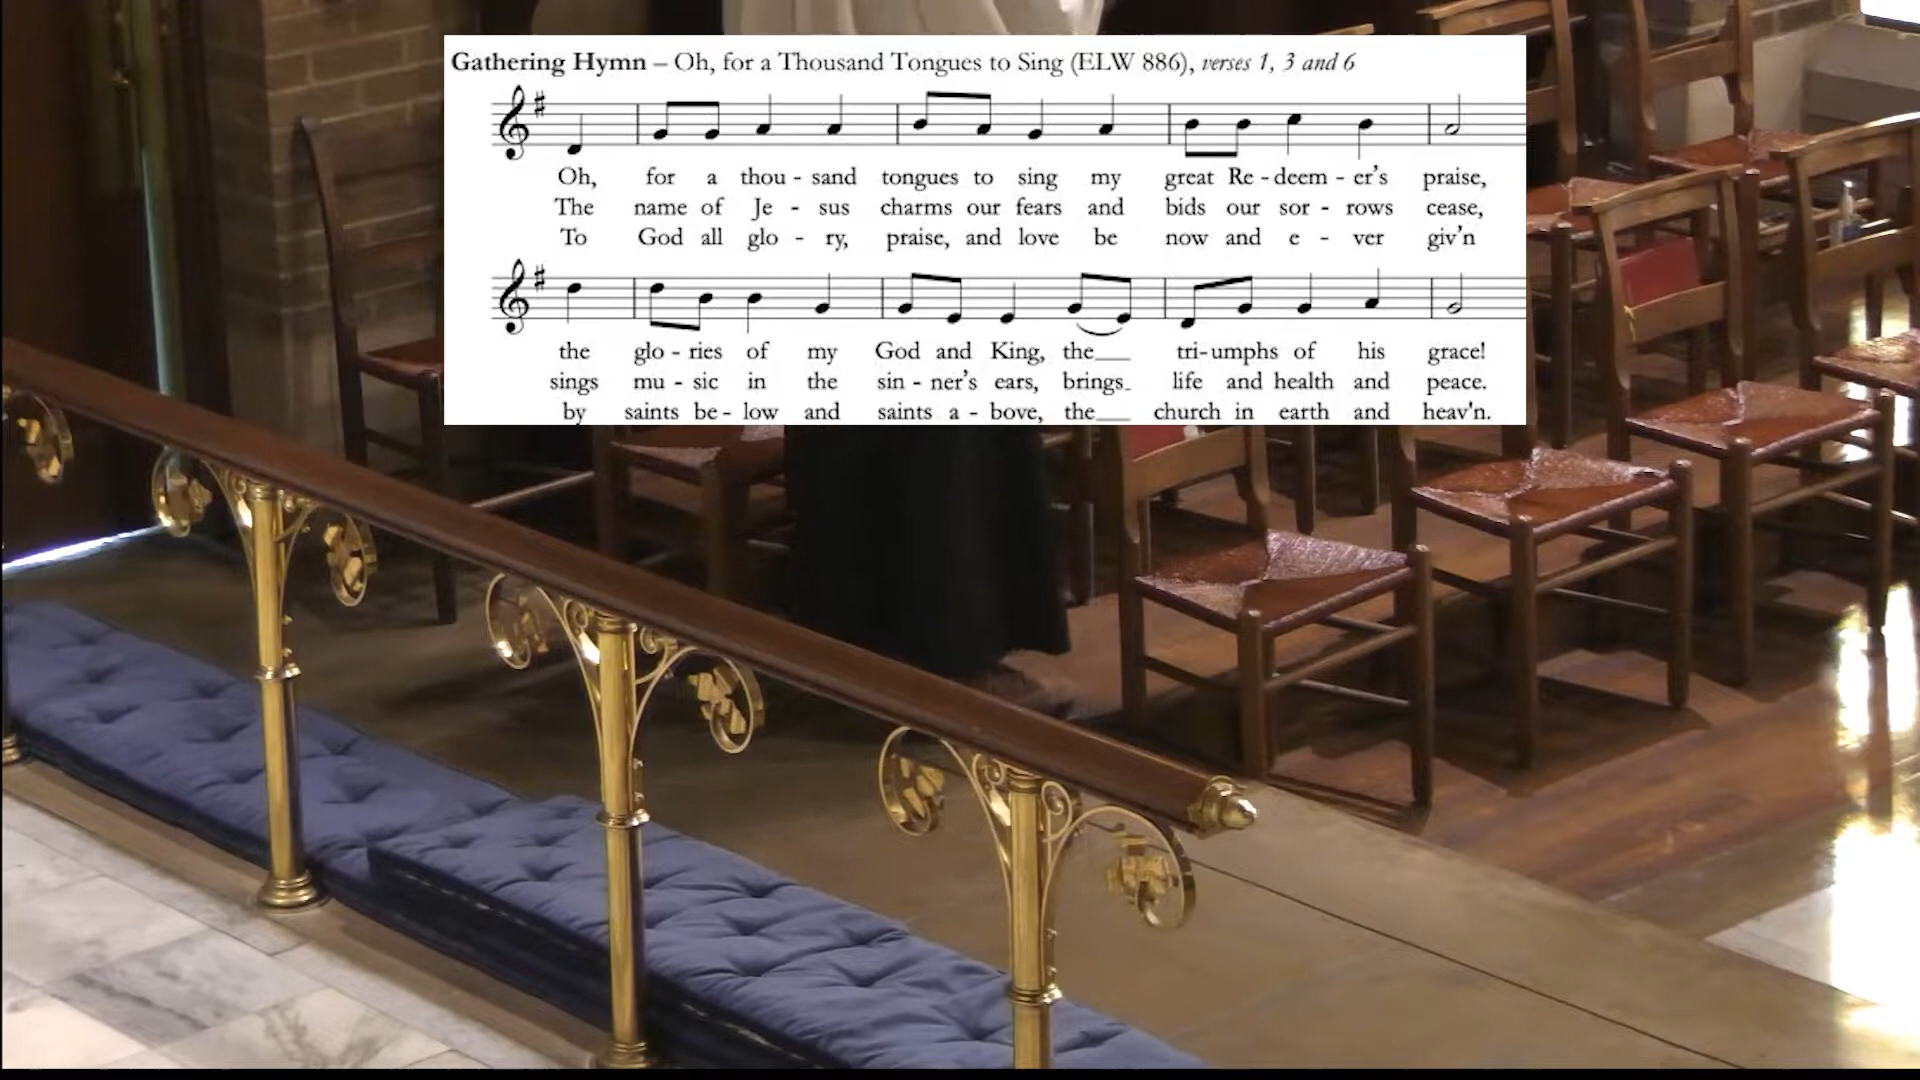 Gathering Hymn – Oh, for a Thousand Tongues to Sing (ELW 886), verses 1, 3 and 6
Oh, for a thou - sand tongues to sing my great Re - deem - er's praise,
The name of Je - sus charms our fears and bids our sor - rows cease,
To God all glo - ry, praise, and love be now and e - ver giv'n
the glo - ries of my God and King, the___ tri - umphs of his grace!
sings mu - sic in the sin - ner's ears, brings_ life and health and peace.
by saints be - low and saints a - bove, the___ church in earth and heav'n.